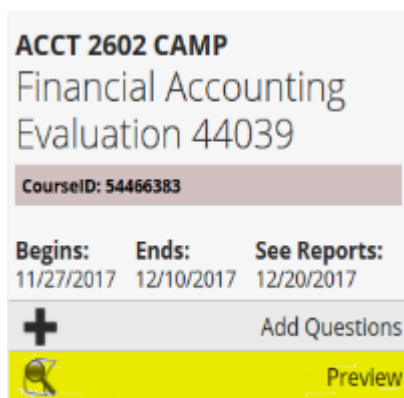 ACCT 2602 CAMP
Financial Accounting
Evaluation 44039
CourseID: 54466383
Begins: Ends: See Reports:
11/27/2017 12/10/2017 12/20/2017
Add Questions
Preview